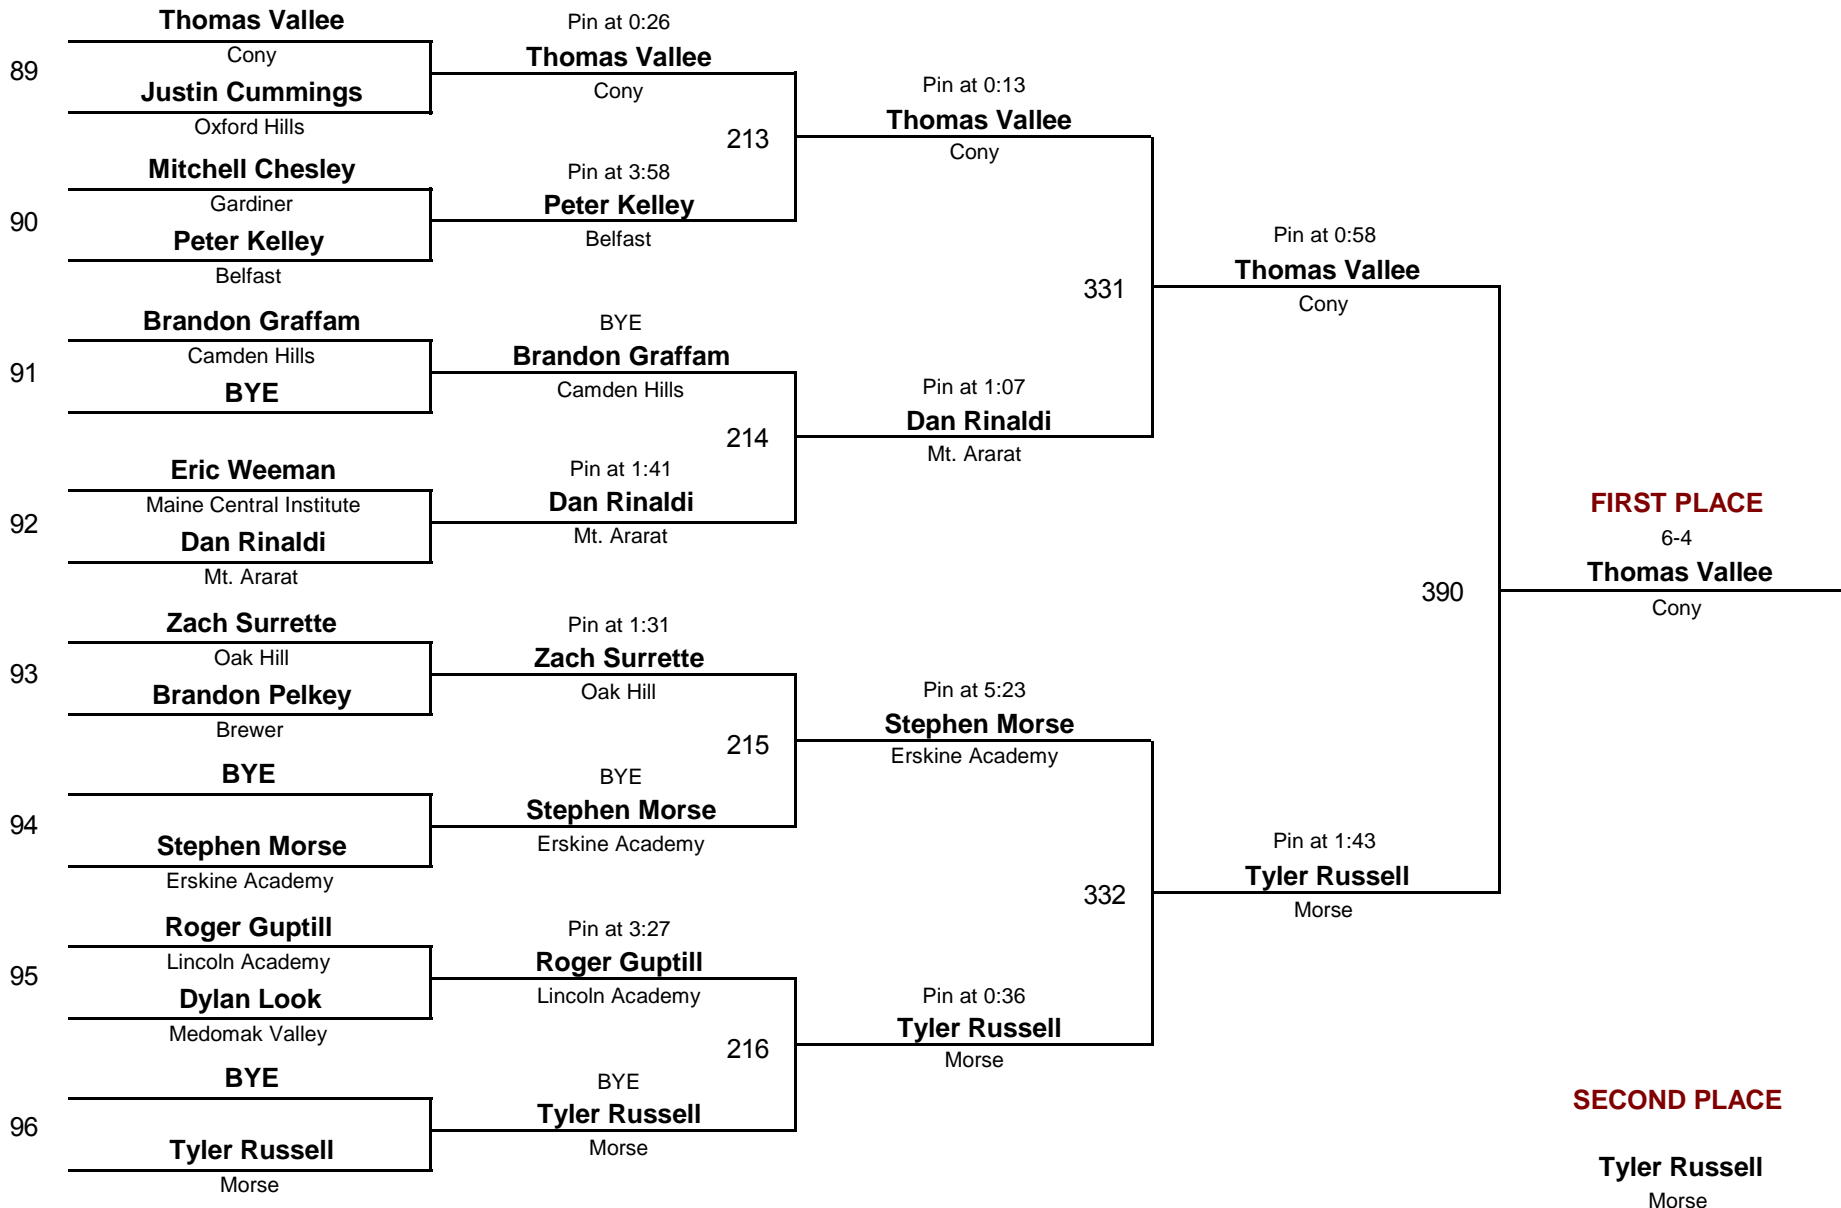 Thomas Vallee
Cony
89
Justin Cummings
Oxford Hills
Mitchell Chesley
Gardiner
90
Peter Kelley
Belfast
Brandon Graffam
Camden Hills
91
BYE
Eric Weeman
Maine Central Institute
92
Dan Rinaldi
Mt. Ararat
Zach Surrette
Oak Hill
93
Brandon Pelkey
Brewer
BYE
94
Stephen Morse
Erskine Academy
Roger Guptill
Lincoln Academy
95
Dylan Look
Medomak Valley
BYE
96
Tyler Russell
Morse
Pin at 0:26
Thomas Vallee
Cony
213
Pin at 3:58
Peter Kelley
Belfast
BYE
Brandon Graffam
Camden Hills
214
Pin at 1:41
Dan Rinaldi
Mt. Ararat
Pin at 1:31
Zach Surrette
Oak Hill
215
BYE
Stephen Morse
Erskine Academy
Pin at 3:27
Roger Guptill
Lincoln Academy
216
BYE
Tyler Russell
Morse
Pin at 0:13
Thomas Vallee
Cony
331
Pin at 1:07
Dan Rinaldi
Mt. Ararat
Pin at 5:23
Stephen Morse
Erskine Academy
332
Pin at 0:36
Tyler Russell
Morse
Pin at 0:58
Thomas Vallee
Cony
390
Pin at 1:43
Tyler Russell
Morse
FIRST PLACE
6-4
Thomas Vallee
Cony
SECOND PLACE
Tyler Russell
Morse